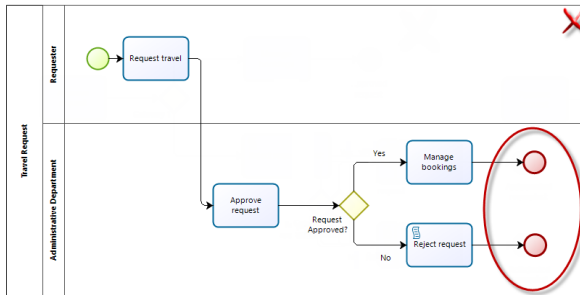 Travel Request
Requester
Request travel
Administrative Department
Approve
request
Request
Approved?
Yes
Manage
bookings
No
Reject request